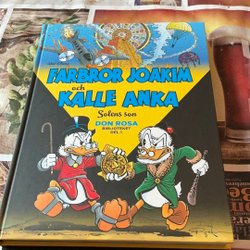 FARBROR JOAKIM
och
KALLE ANKA
Solens son
DON ROSA
BIBLIOTEKET
DEL 1